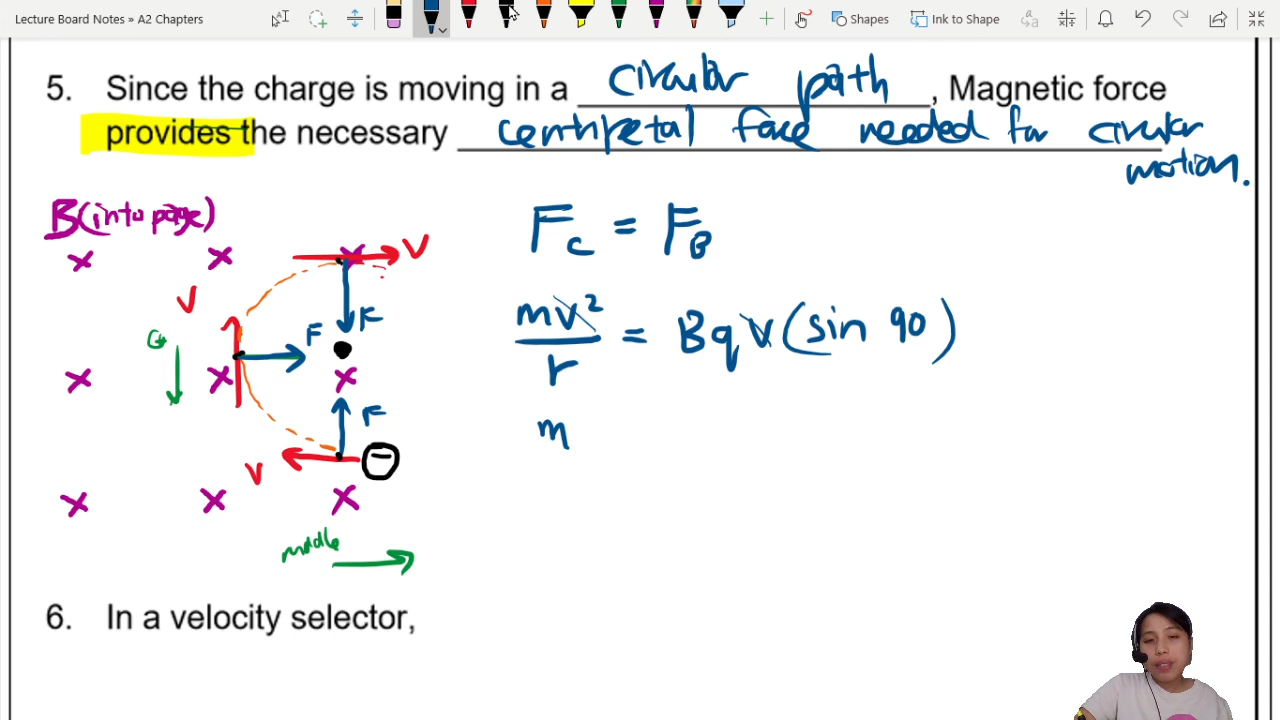 Lecture Board Notes » A2 Chapters
Shapes
Ink to Shape
5. Since the charge is moving in a circular path, Magnetic force
provides the necessary centripetal force needed for circular
motion.
B(into page)
V
V
F
F
F
V
middle
F_C = F_B
mv²/r = Bqv(sin 90)
m
6. In a velocity selector,